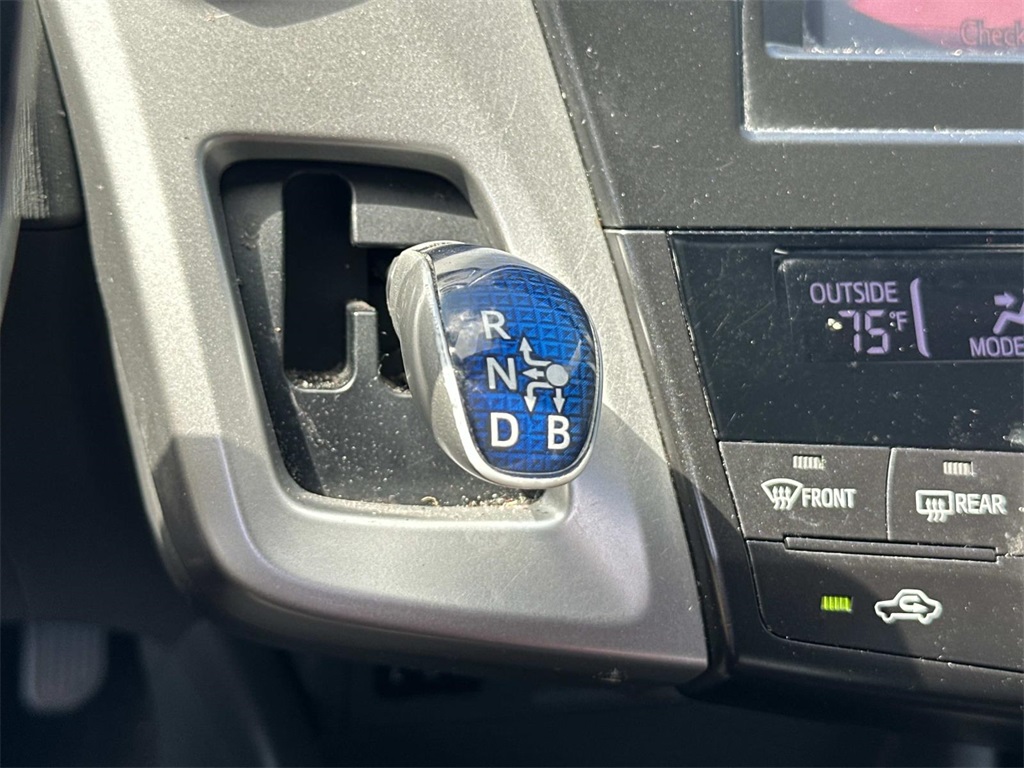 Check
OUTSIDE
75°F
MODE
R
N
D B
FRONT
REAR